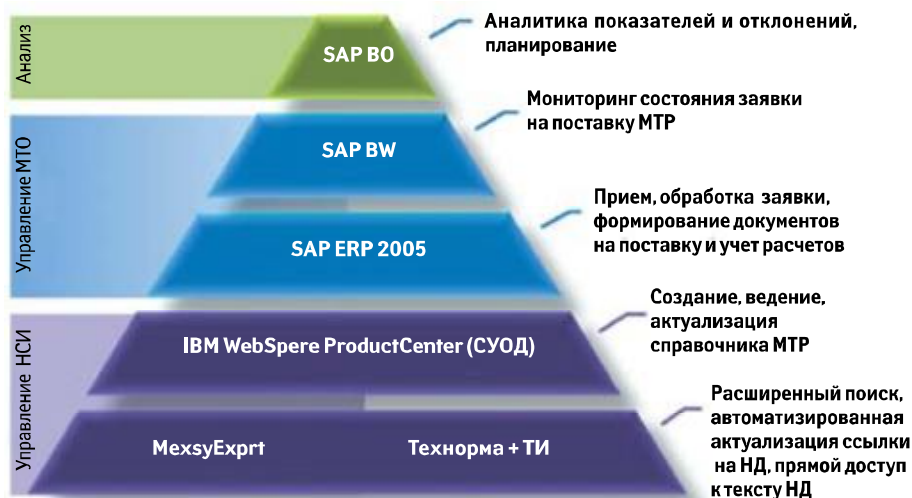 Анализ
SAP BO
Аналитика показателей и отклонений,
планирование
Управление МТО
SAP BW
Мониторинг состояния заявки
на поставку МТР
SAP ERP 2005
Прием, обработка заявки,
формирование документов
на поставку и учет расчетов
Управление НСИ
IBM WebSpere ProductCenter (СУОД)
Создание, ведение,
актуализация
справочника МТР
MexsyExprt
Технорма + ТИ
Расширенный поиск,
автоматизированная
актуализация ссылки
на НД, прямой доступ
к тексту НД